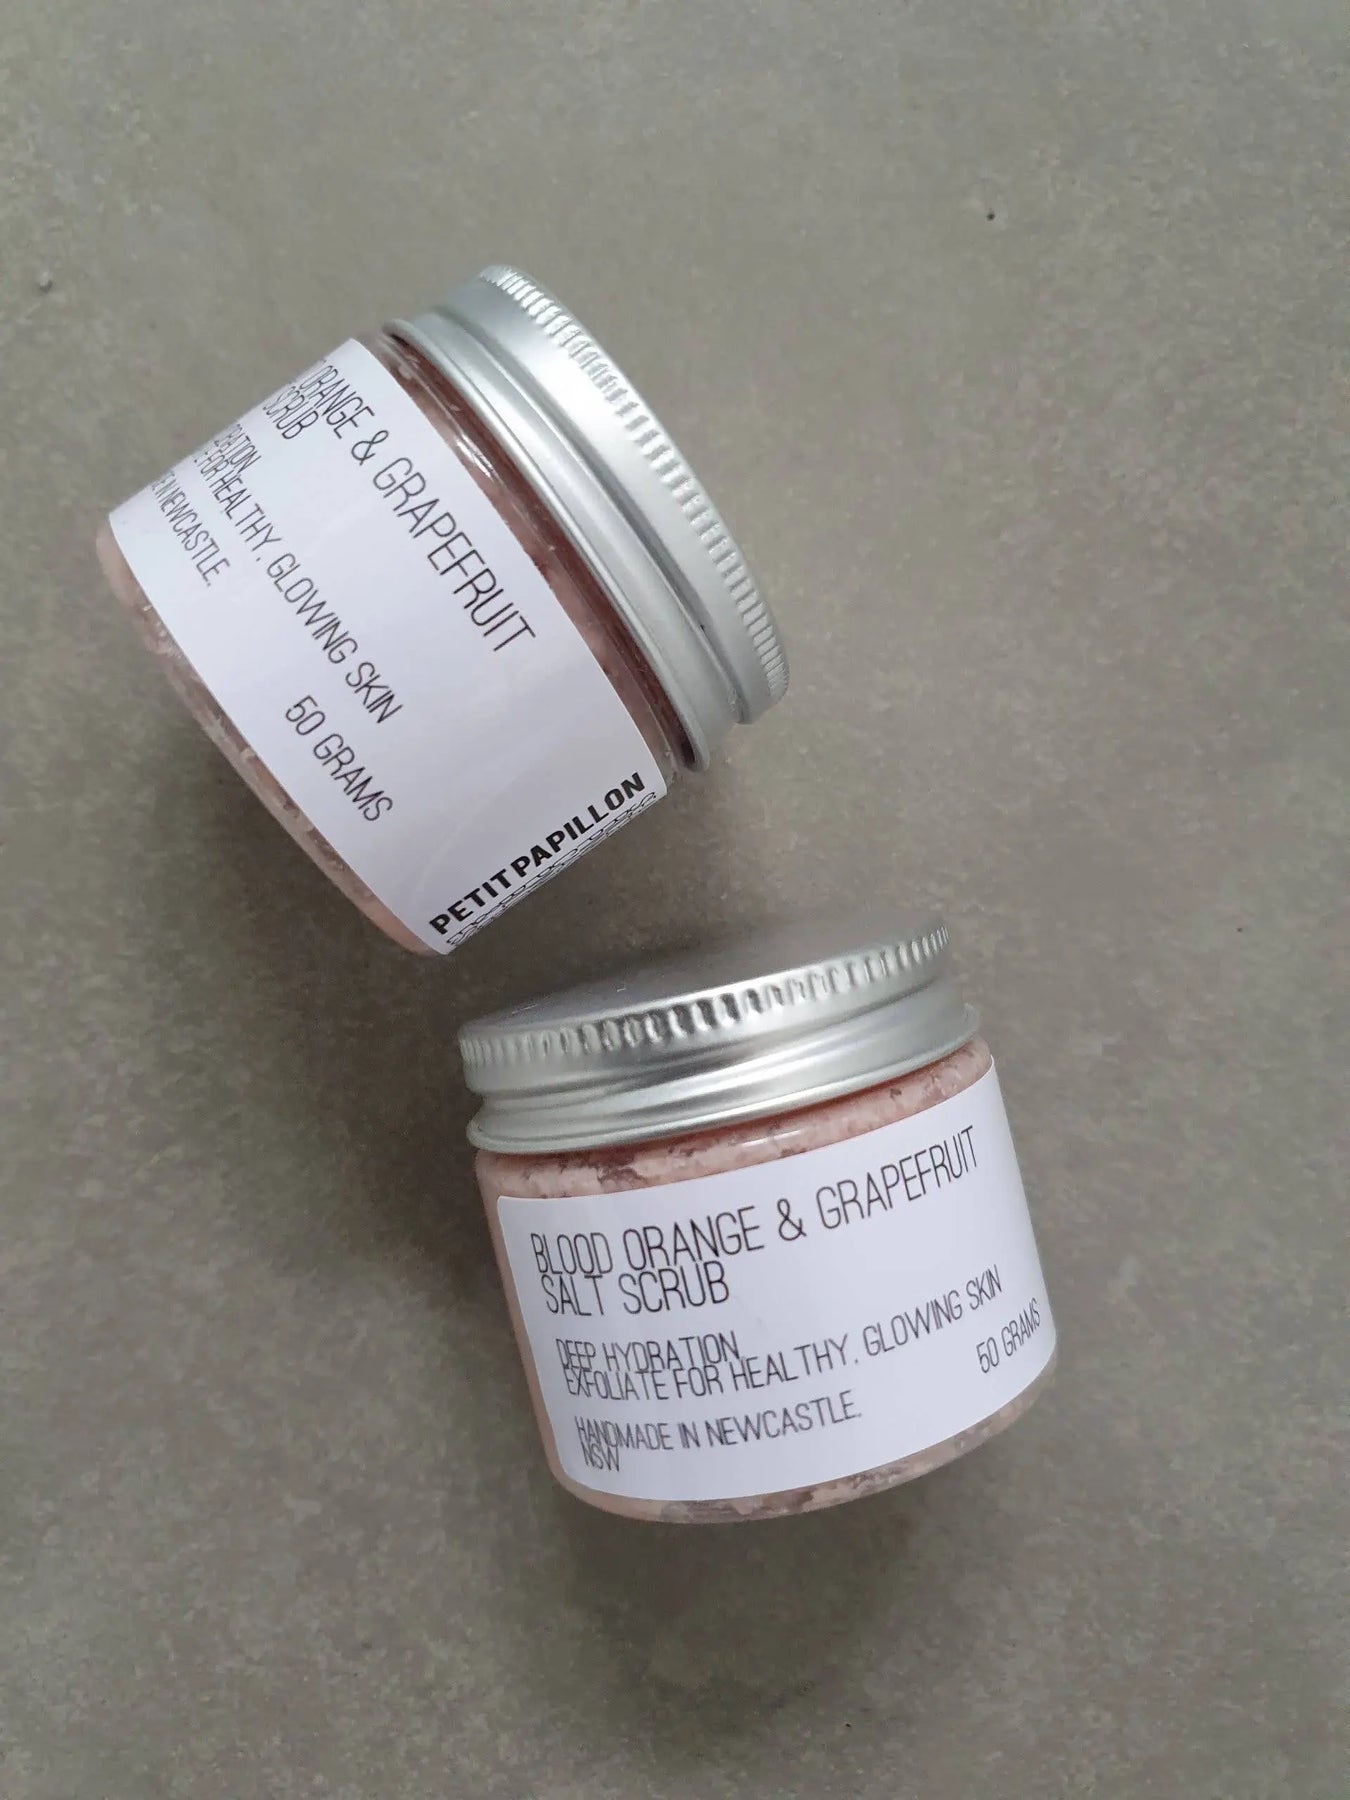 ORANGE & GRAPEFRUIT
SCRUB
FOR HEALTHY, GLOWING SKIN
NEWCASTLE,
50 GRAMS
PETIT PAPILLON
BLOOD ORANGE & GRAPEFRUIT
SALT SCRUB
DEEP HYDRATION,
EXFOLIATE FOR HEALTHY, GLOWING SKIN
50 GRAMS
HANDMADE IN NEWCASTLE,
NSW